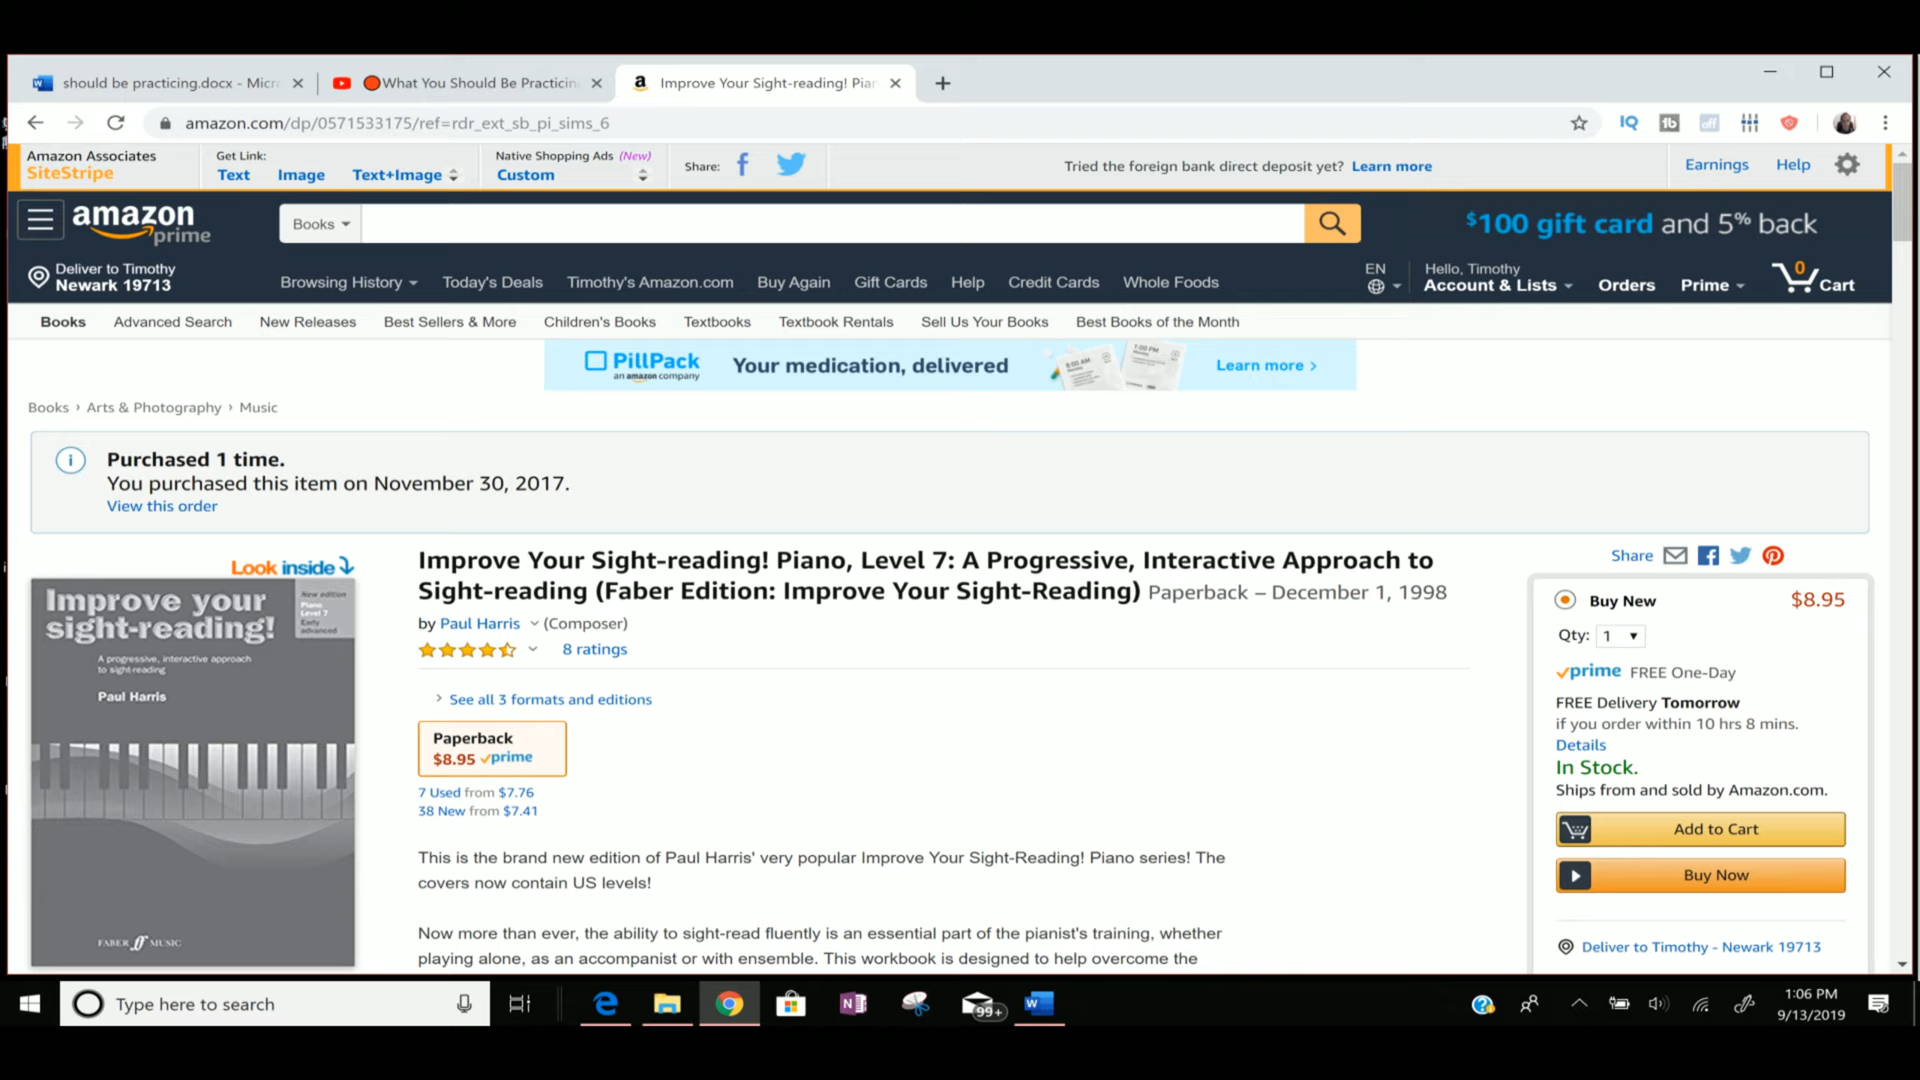 should be practicing.docx - Micro
What You Should Be Practicin
Improve Your Sight-reading! Pian
amazon.com/dp/0571533175/ref=rdr_ext_sb_pi_sims_6
Amazon Associates
SiteStripe
Get Link:
Text Image Text+Image
Native Shopping Ads (New)
Custom
Share:
Tried the foreign bank direct deposit yet? Learn more
Earnings Help
amazon prime
Books
$100 gift card and 5% back
Deliver to Timothy
Newark 19713
Browsing History Today's Deals Timothy's Amazon.com Buy Again Gift Cards Help Credit Cards Whole Foods
EN
Hello, Timothy
Account & Lists Orders Prime 0 Cart
Books Advanced Search New Releases Best Sellers & More Children's Books Textbooks Textbook Rentals Sell Us Your Books Best Books of the Month
PillPack
an amazon company
Your medication, delivered
8:00 AM
1:00 PM
Learn more ›
Books › Arts & Photography › Music
Purchased 1 time.
You purchased this item on November 30, 2017.
View this order
Look inside
Improve your
sight-reading!
New edition
Piano
Level 7
Early
advanced
A progressive, interactive approach
to sight-reading
Paul Harris
FABER ff MUSIC
Improve Your Sight-reading! Piano, Level 7: A Progressive, Interactive Approach to
Sight-reading (Faber Edition: Improve Your Sight-Reading) Paperback – December 1, 1998
by Paul Harris (Composer)
8 ratings
› See all 3 formats and editions
Paperback
$8.95 prime
7 Used from $7.76
38 New from $7.41
This is the brand new edition of Paul Harris' very popular Improve Your Sight-Reading! Piano series! The
covers now contain US levels!
Now more than ever, the ability to sight-read fluently is an essential part of the pianist's training, whether
playing alone, as an accompanist or with ensemble. This workbook is designed to help overcome the
Share
Buy New $8.95
Qty: 1
prime FREE One-Day
FREE Delivery Tomorrow
if you order within 10 hrs 8 mins.
Details
In Stock.
Ships from and sold by Amazon.com.
Add to Cart
Buy Now
Deliver to Timothy - Newark 19713
Type here to search
99+
1:06 PM
9/13/2019